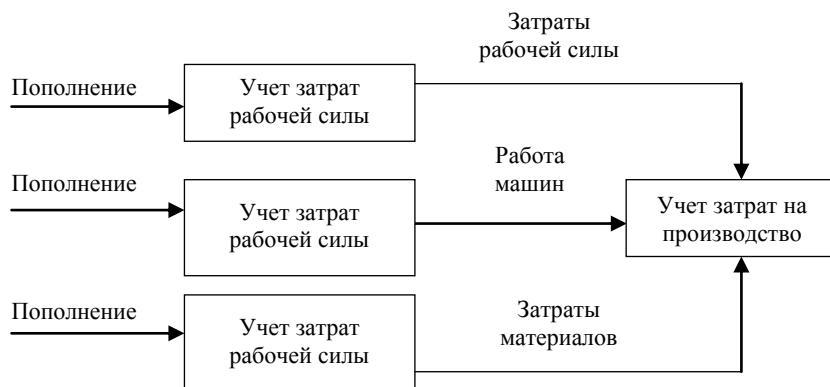 Затраты
рабочей силы
Пополнение
Учет затрат
рабочей силы
Работа
машин
Пополнение
Учет затрат
рабочей силы
Учет затрат на
производство
Пополнение
Учет затрат
рабочей силы
Затраты
материалов